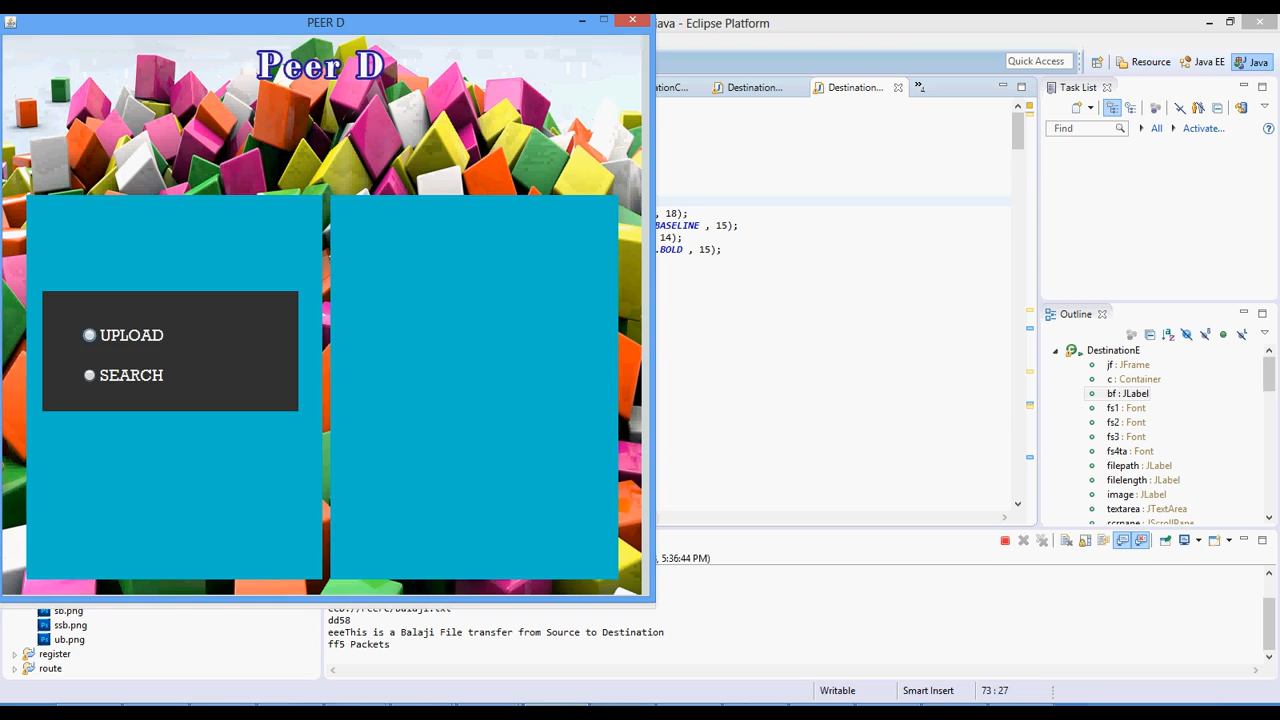 PEER D
Peer D
UPLOAD
SEARCH
ava - Eclipse Platform
Quick Access
Resource
Java EE
Java
ationC...
Destination...
Destination...
Task List
Find
All
Activate...
, 18);
BASELINE , 15);
14);
.BOLD , 15);
Outline
DestinationE
jf : JFrame
c : Container
bf : JLabel
fs1 : Font
fs2 : Font
fs3 : Font
fs4ta : Font
filepath : JLabel
filelength : JLabel
image : JLabel
textarea : JTextArea
scrpane : JScrollPane
, 5:36:44 PM)
sb.png
ssb.png
ub.png
register
route
dd58
eeeThis is a Balaji File transfer from Source to Destination
ff5 Packets
Writable
Smart Insert
73 : 27